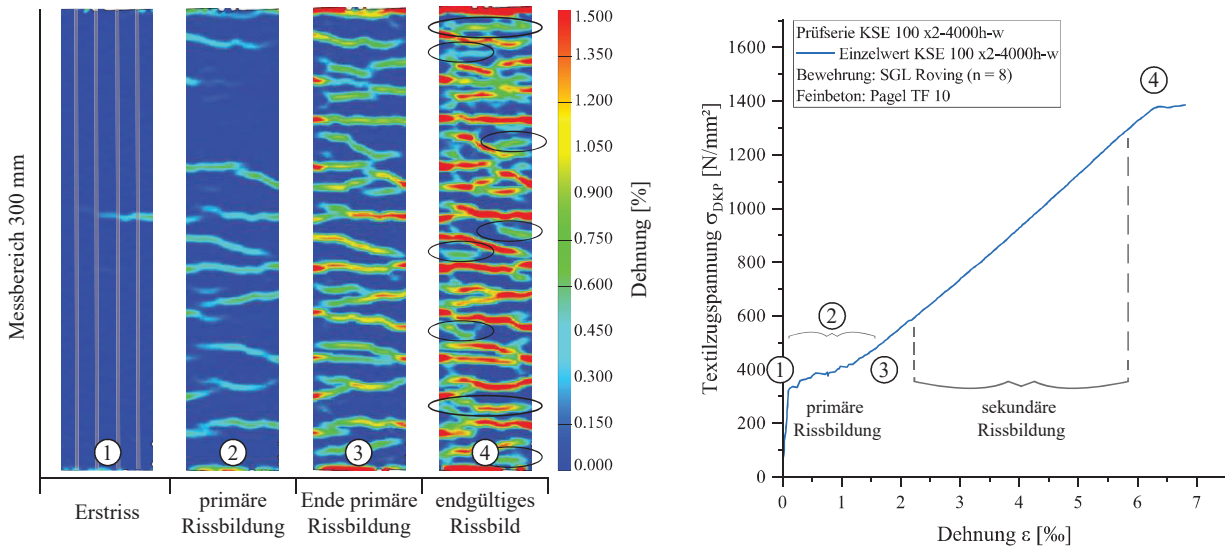 Messbereich 300 mm
1
2
3
4
Erstriss
primäre
Rissbildung
Ende primäre
Rissbildung
endgültiges
Rissbild
1.500
1.350
1.200
1.050
0.900
0.750
0.600
0.450
0.300
0.150
0.000
Dehnung [%]
Textilzugspannung σDKP [N/mm²]
1600
1400
1200
1000
800
600
400
200
0
Prüfserie KSE 100 x2-4000h-w
Einzelwert KSE 100 x2-4000h-w
Bewehrung: SGL Roving (n = 8)
Feinbeton: Pagel TF 10
4
2
1
3
primäre
Rissbildung
sekundäre
Rissbildung
0 1 2 3 4 5 6 7
Dehnung ε [‰]